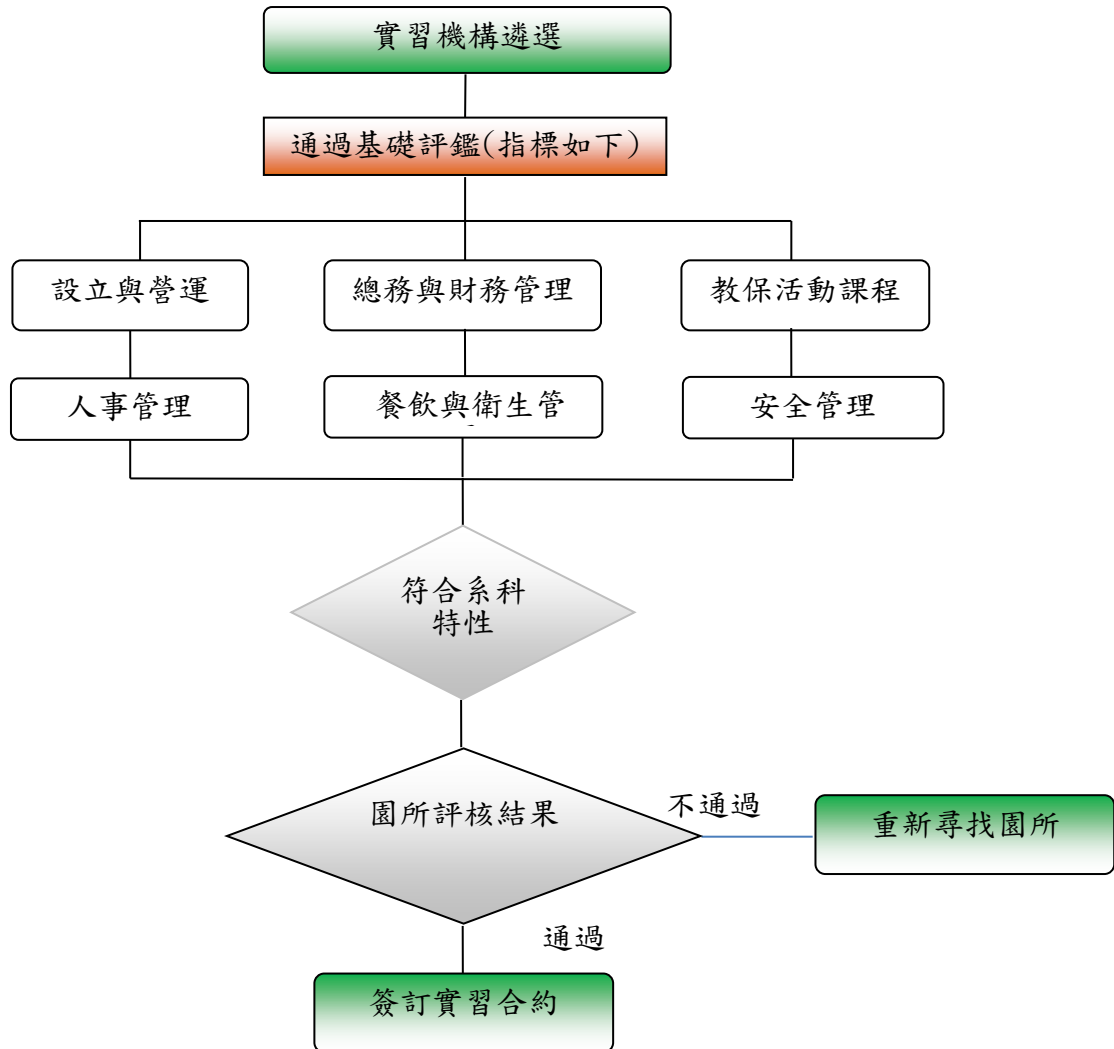 實習機構遴選
通過基礎評鑑(指標如下)
設立與營運
總務與財務管理
教保活動課程
人事管理
餐飲與衛生管
安全管理
符合系科
特性
園所評核結果
不通過
重新尋找園所
通過
簽訂實習合約